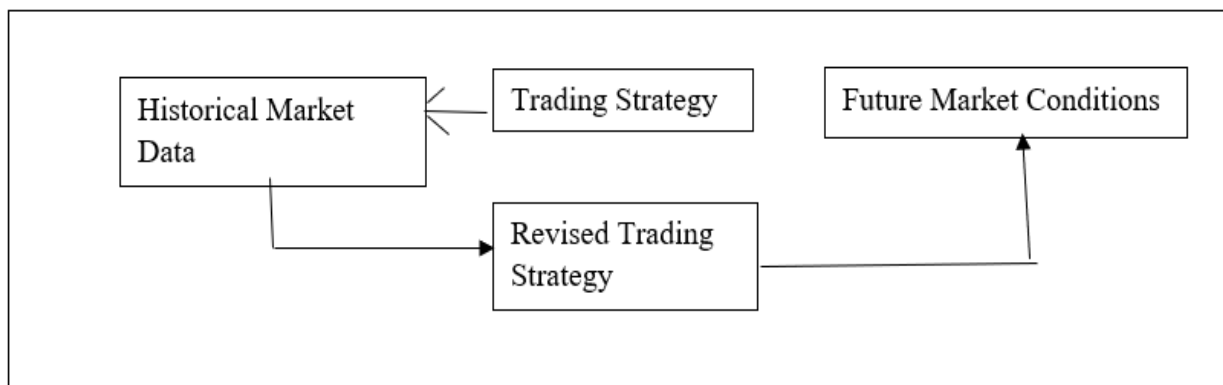 Historical Market
Data
Trading Strategy
Future Market Conditions
Revised Trading
Strategy